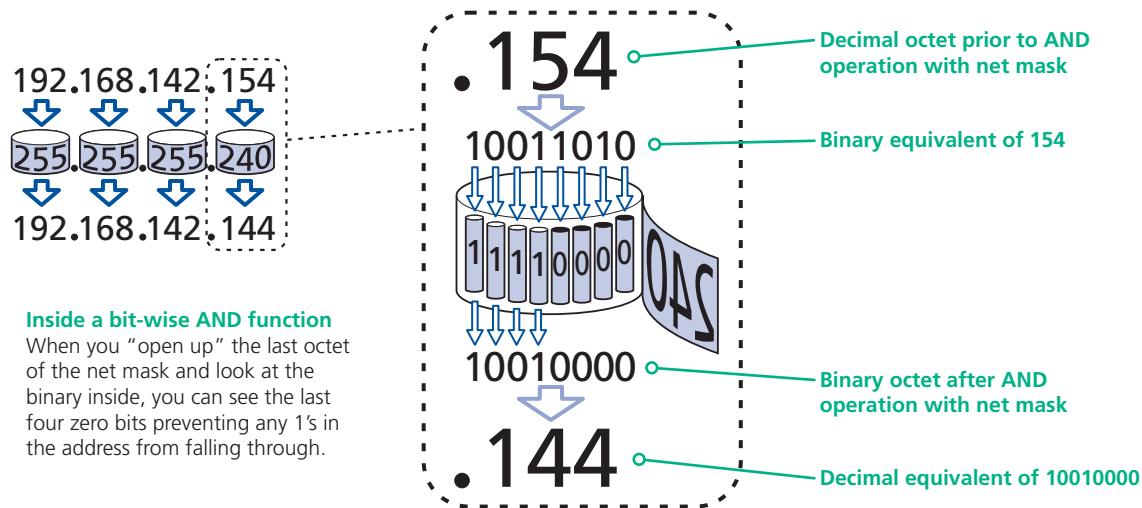 192.168.142.154
255.255.255.240
192.168.142.144
Inside a bit-wise AND function
When you “open up” the last octet
of the net mask and look at the
binary inside, you can see the last
four zero bits preventing any 1’s in
the address from falling through.
.154
10011010
11110000
240
10010000
.144
Decimal octet prior to AND
operation with net mask
Binary equivalent of 154
Binary octet after AND
operation with net mask
Decimal equivalent of 10010000